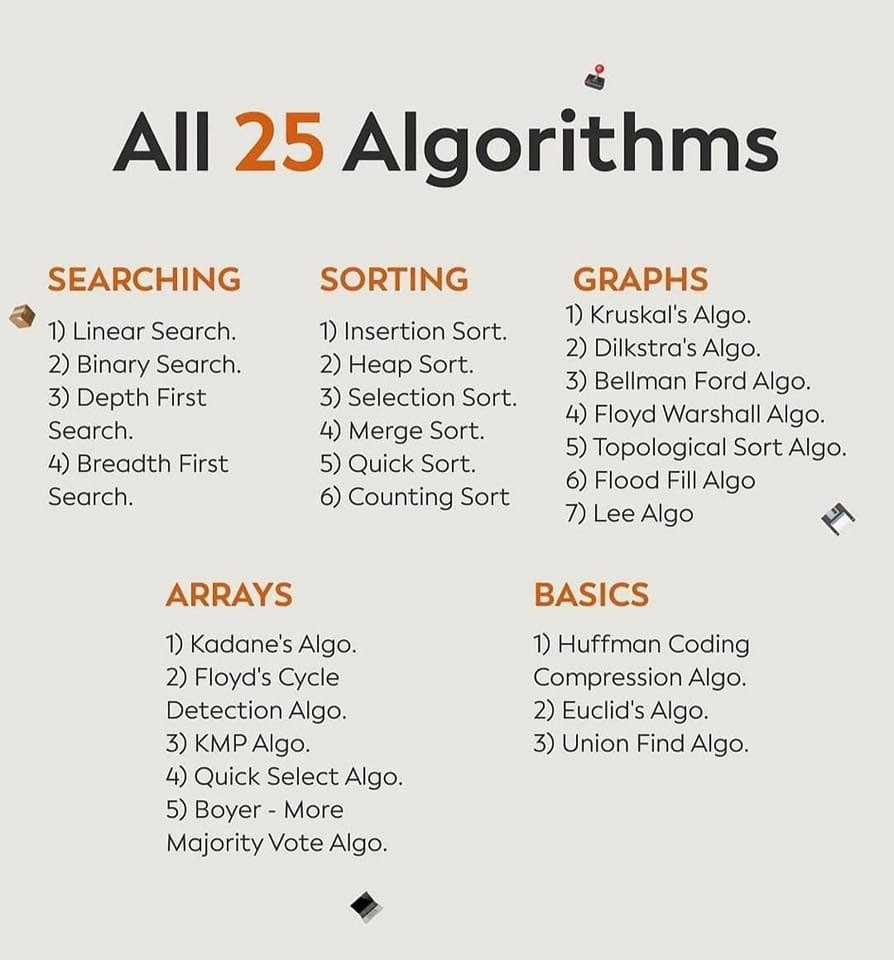 All 25 Algorithms
SEARCHING
1) Linear Search.
2) Binary Search.
3) Depth First
Search.
4) Breadth First
Search.
SORTING
1) Insertion Sort.
2) Heap Sort.
3) Selection Sort.
4) Merge Sort.
5) Quick Sort.
6) Counting Sort
GRAPHS
1) Kruskal's Algo.
2) Dilkstra's Algo.
3) Bellman Ford Algo.
4) Floyd Warshall Algo.
5) Topological Sort Algo.
6) Flood Fill Algo
7) Lee Algo
ARRAYS
1) Kadane's Algo.
2) Floyd's Cycle
Detection Algo.
3) KMP Algo.
4) Quick Select Algo.
5) Boyer - More
Majority Vote Algo.
BASICS
1) Huffman Coding
Compression Algo.
2) Euclid's Algo.
3) Union Find Algo.